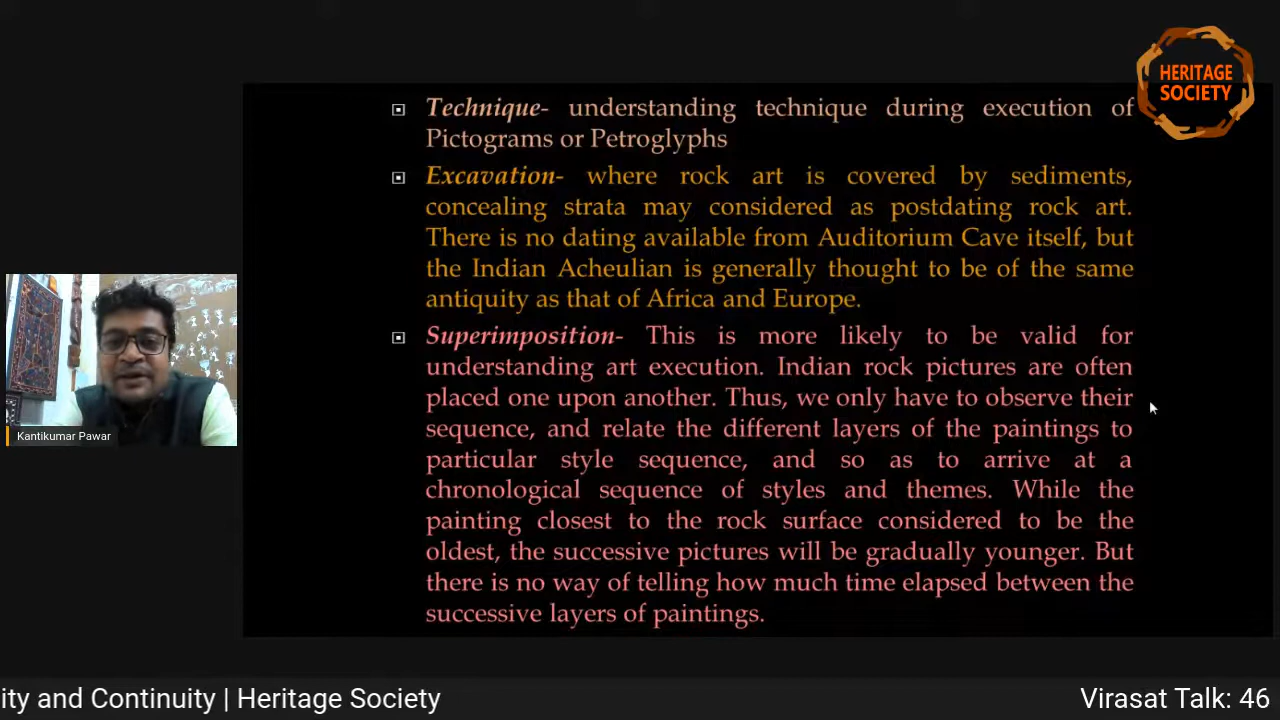 HERITAGE
SOCIETY
Technique- understanding technique during execution of
Pictograms or Petroglyphs
Excavation- where rock art is covered by sediments,
concealing strata may considered as postdating rock art.
There is no dating available from Auditorium Cave itself, but
the Indian Acheulian is generally thought to be of the same
antiquity as that of Africa and Europe.
Superimposition- This is more likely to be valid for
understanding art execution. Indian rock pictures are often
placed one upon another. Thus, we only have to observe their
sequence, and relate the different layers of the paintings to
particular style sequence, and so as to arrive at a
chronological sequence of styles and themes. While the
painting closest to the rock surface considered to be the
oldest, the successive pictures will be gradually younger. But
there is no way of telling how much time elapsed between the
successive layers of paintings.
Kantikumar Pawar
ity and Continuity | Heritage Society
Virasat Talk: 46